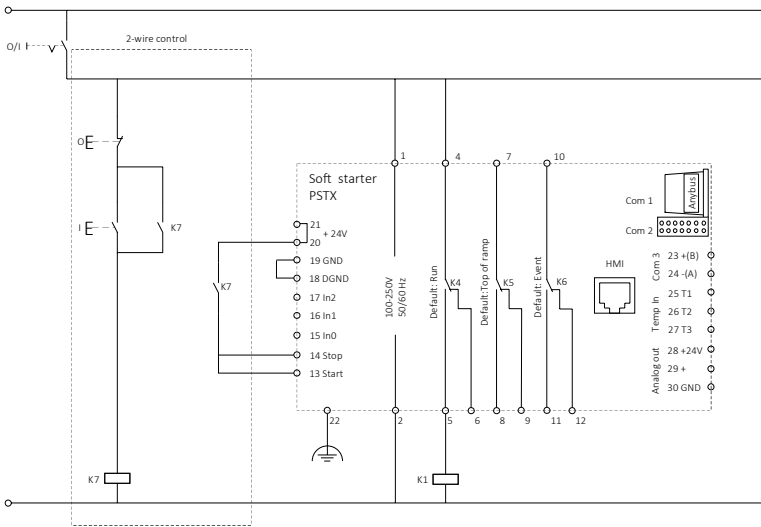 2-wire control
O/I
O
I
K7
K7
K7
Soft starter
PSTX
1
4
7
10
21
+ 24V
20
19 GND
18 DGND
17 In2
16 In1
15 In0
14 Stop
13 Start
22
100-250V
50/60 Hz
Default: Run
K4
Default:Top of ramp
K5
Default: Event
K6
2
5
6
8
9
11
12
K1
HMI
Com 1
Anybus
Com 2
Com 3
23 +(B)
24 -(A)
Temp In
25 T1
26 T2
27 T3
Analog out
28 +24V
29 +
30 GND